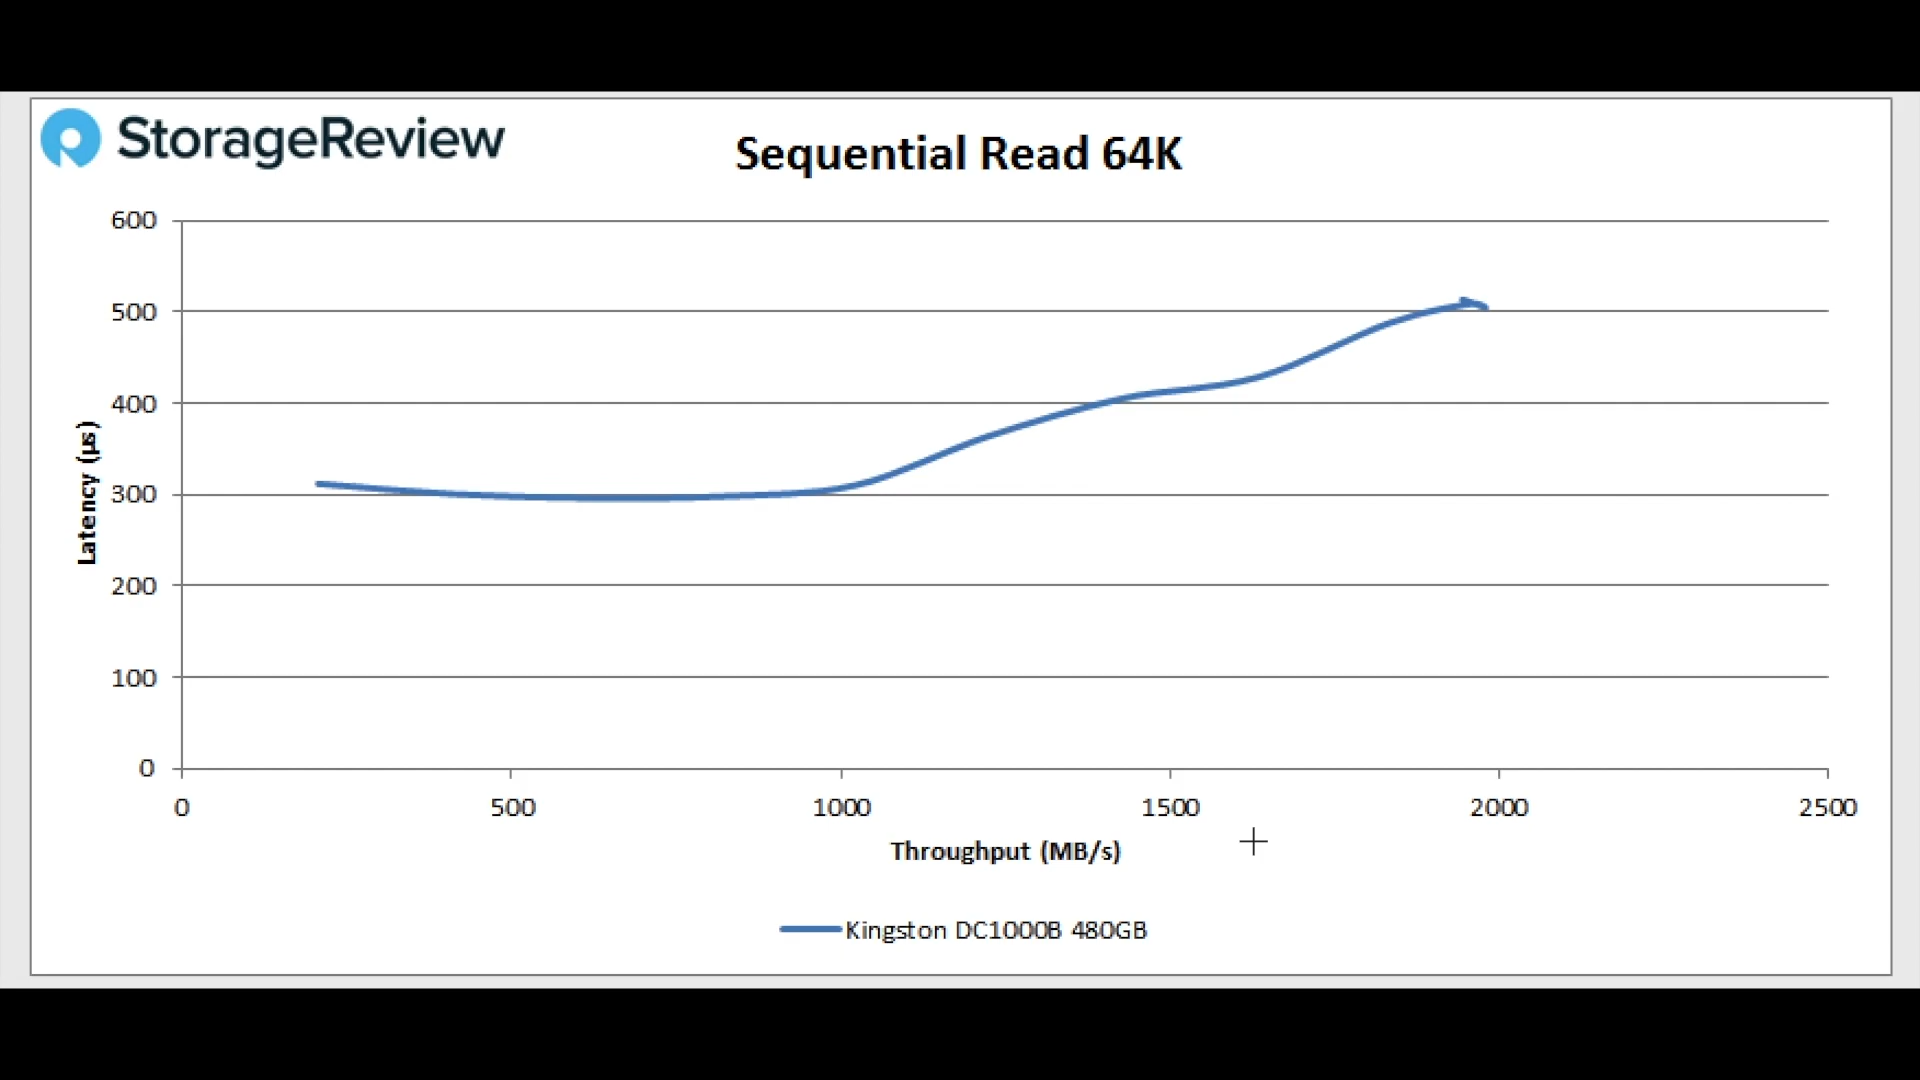 StorageReview
Sequential Read 64K
600
500
400
300
200
100
0
Latency (µs)
0 500 1000 1500 2000 2500
Throughput (MB/s)
Kingston DC1000B 480GB